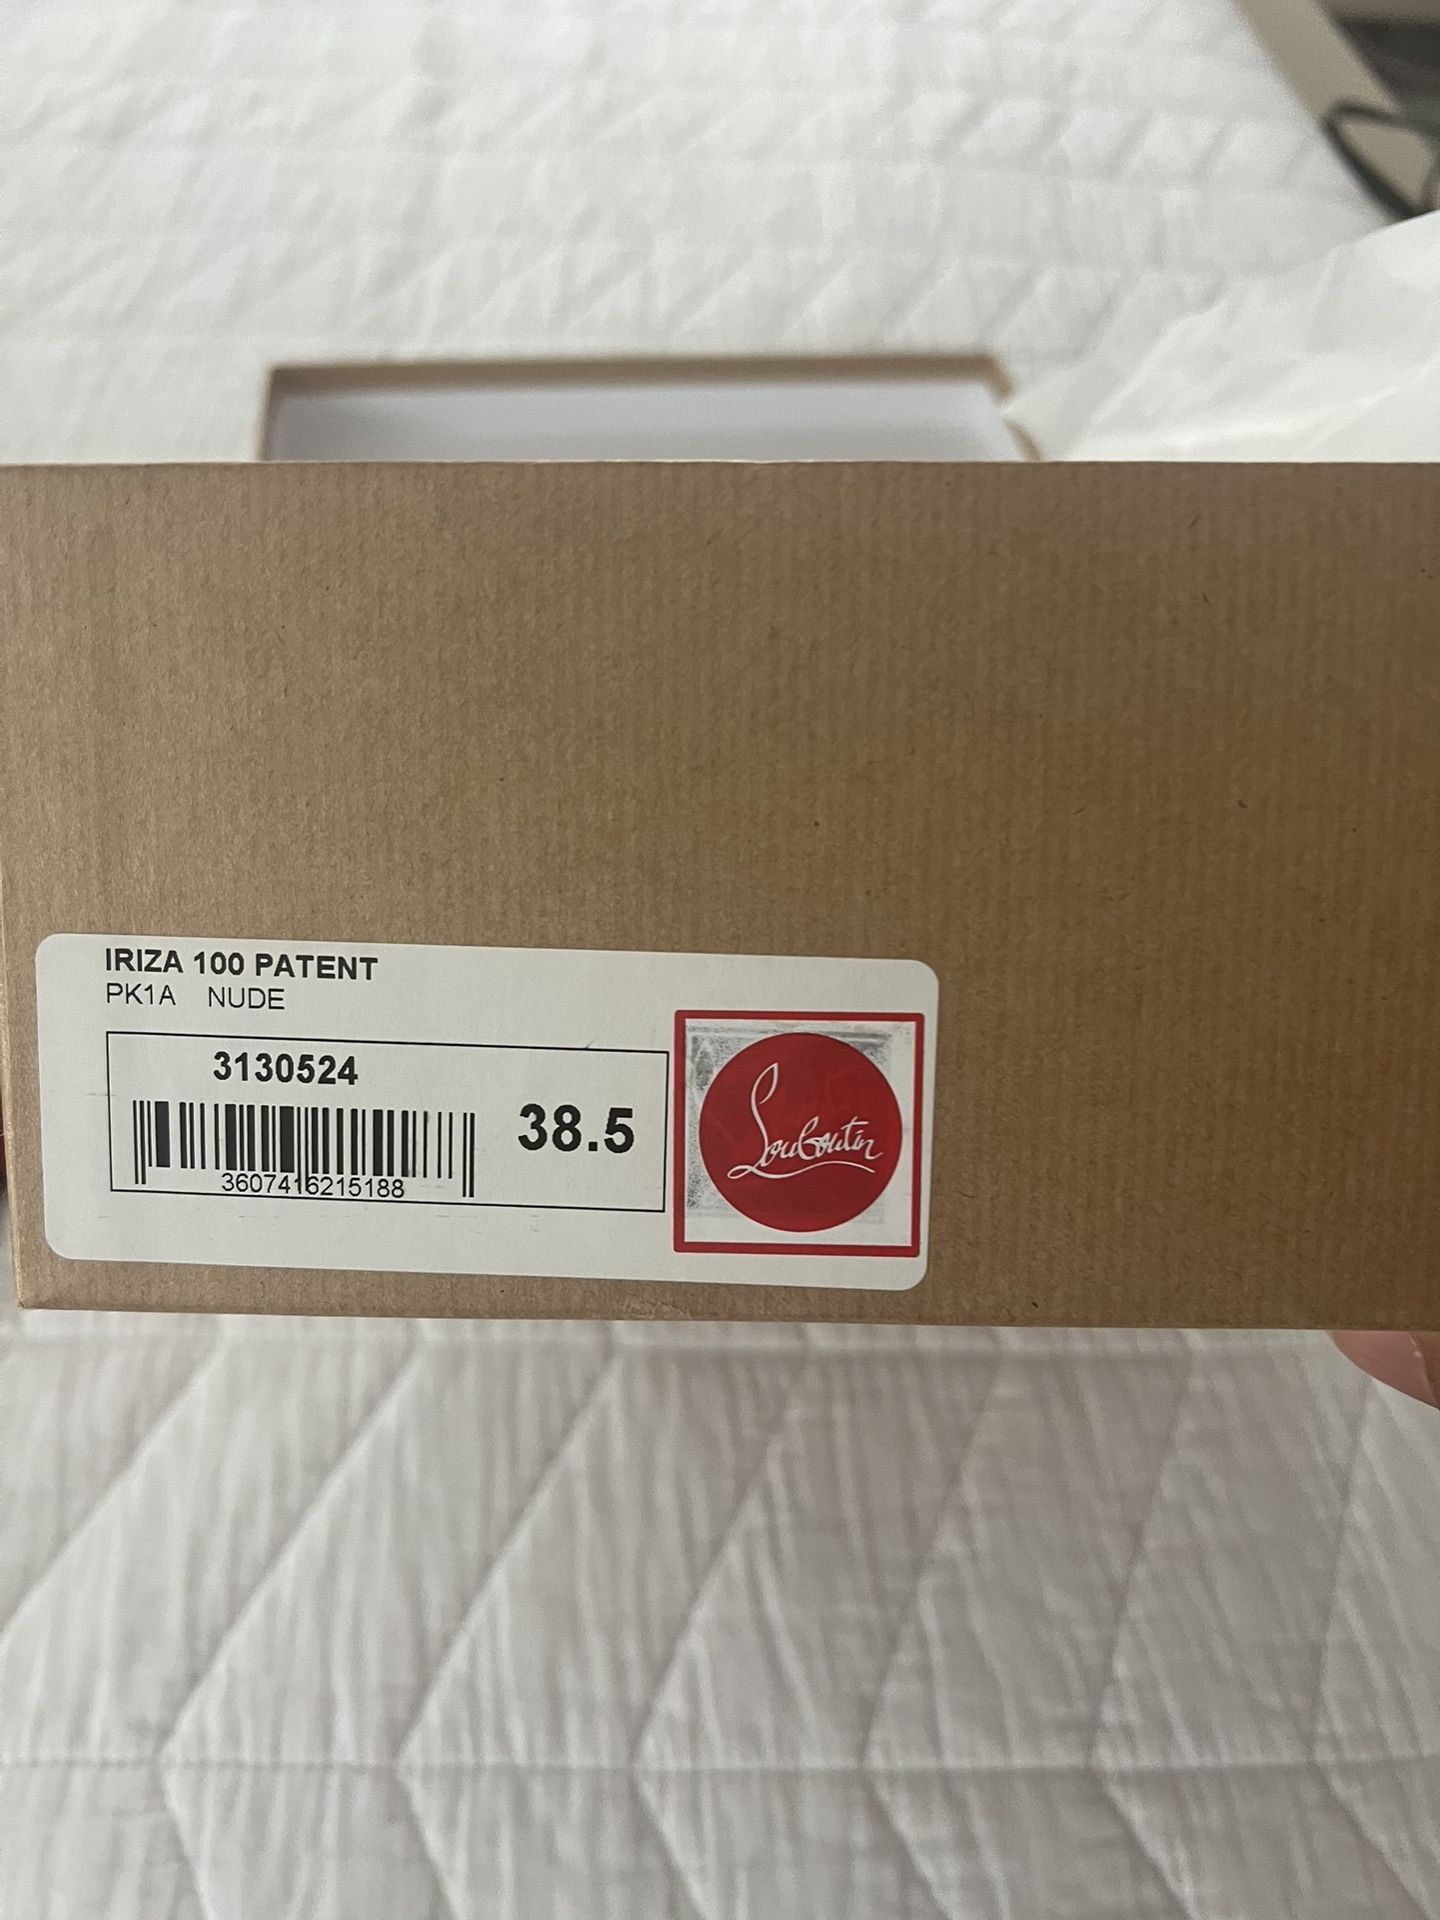 IRIZA 100 PATENT
PK1A NUDE
3130524
38.5
3607416215188
Louboutin